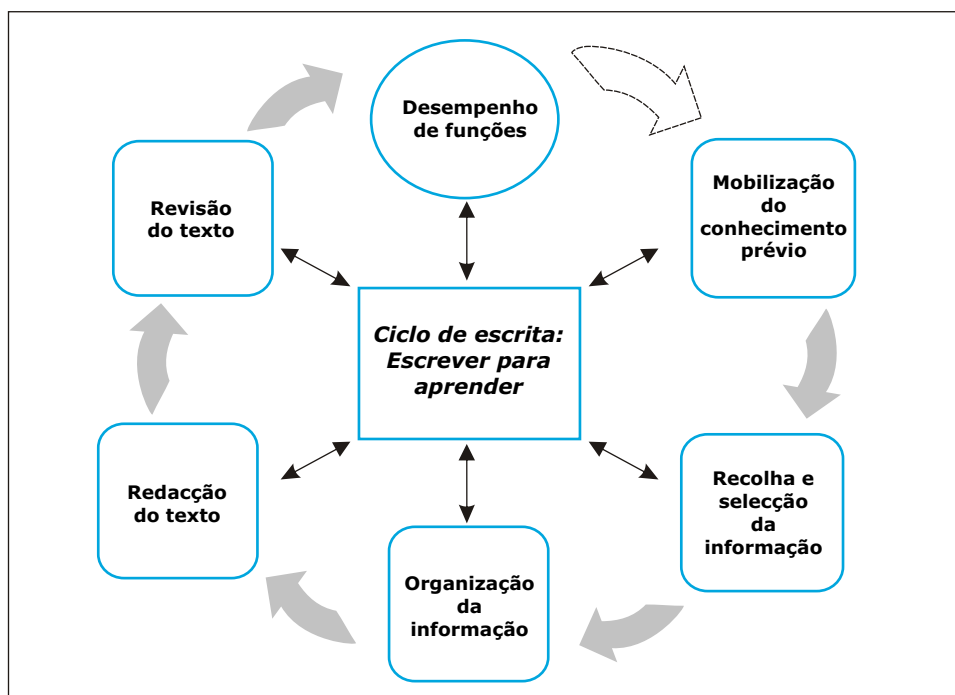 Desempenho
de funções
Mobilização
do
conhecimento
prévio
Recolha e
selecção
da
informação
Organização
da
informação
Redacção
do texto
Revisão
do texto
Ciclo de escrita:
Escrever para
aprender